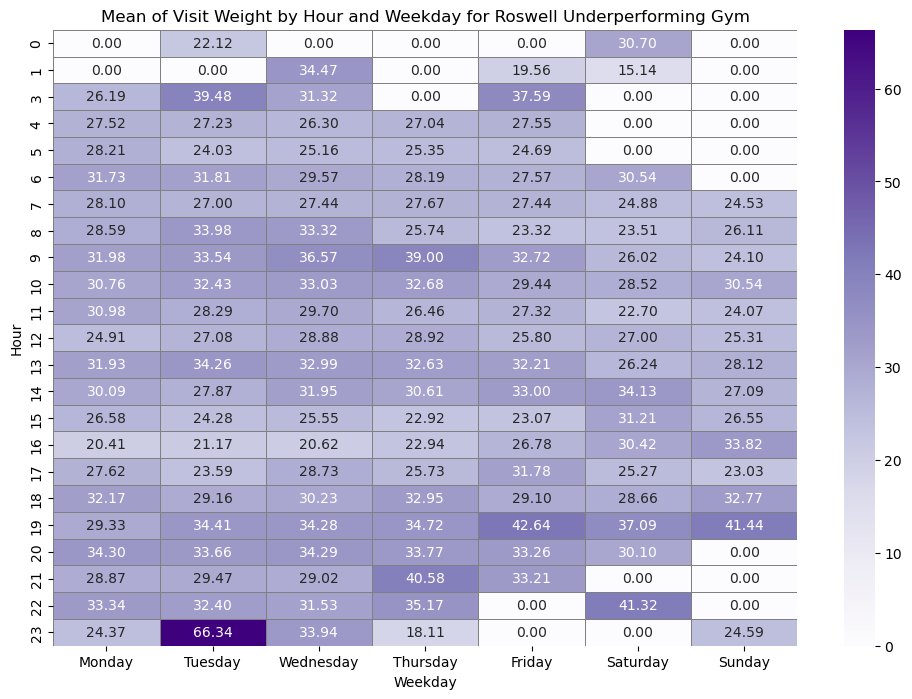 Mean of Visit Weight by Hour and Weekday for Roswell Underperforming Gym
0 0.00 22.12 0.00 0.00 0.00 30.70 0.00
1 0.00 0.00 34.47 0.00 19.56 15.14 0.00
3 26.19 39.48 31.32 0.00 37.59 0.00 0.00
4 27.52 27.23 26.30 27.04 27.55 0.00 0.00
5 28.21 24.03 25.16 25.35 24.69 0.00 0.00
6 31.73 31.81 29.57 28.19 27.57 30.54 0.00
7 28.10 27.00 27.44 27.67 27.44 24.88 24.53
8 28.59 33.98 33.32 25.74 23.32 23.51 26.11
9 31.98 33.54 36.57 39.00 32.72 26.02 24.10
10 30.76 32.43 33.03 32.68 29.44 28.52 30.54
11 30.98 28.29 29.70 26.46 27.32 22.70 24.07
12 24.91 27.08 28.88 28.92 25.80 27.00 25.31
13 31.93 34.26 32.99 32.63 32.21 26.24 28.12
14 30.09 27.87 31.95 30.61 33.00 34.13 27.09
15 26.58 24.28 25.55 22.92 23.07 31.21 26.55
16 20.41 21.17 20.62 22.94 26.78 30.42 33.82
17 27.62 23.59 28.73 25.73 31.78 25.27 23.03
18 32.17 29.16 30.23 32.95 29.10 28.66 32.77
19 29.33 34.41 34.28 34.72 42.64 37.09 41.44
20 34.30 33.66 34.29 33.77 33.26 30.10 0.00
21 28.87 29.47 29.02 40.58 33.21 0.00 0.00
22 33.34 32.40 31.53 35.17 0.00 41.32 0.00
23 24.37 66.34 33.94 18.11 0.00 0.00 24.59
Hour
Monday Tuesday Wednesday Thursday Friday Saturday Sunday
Weekday
60
50
40
30
20
10
0